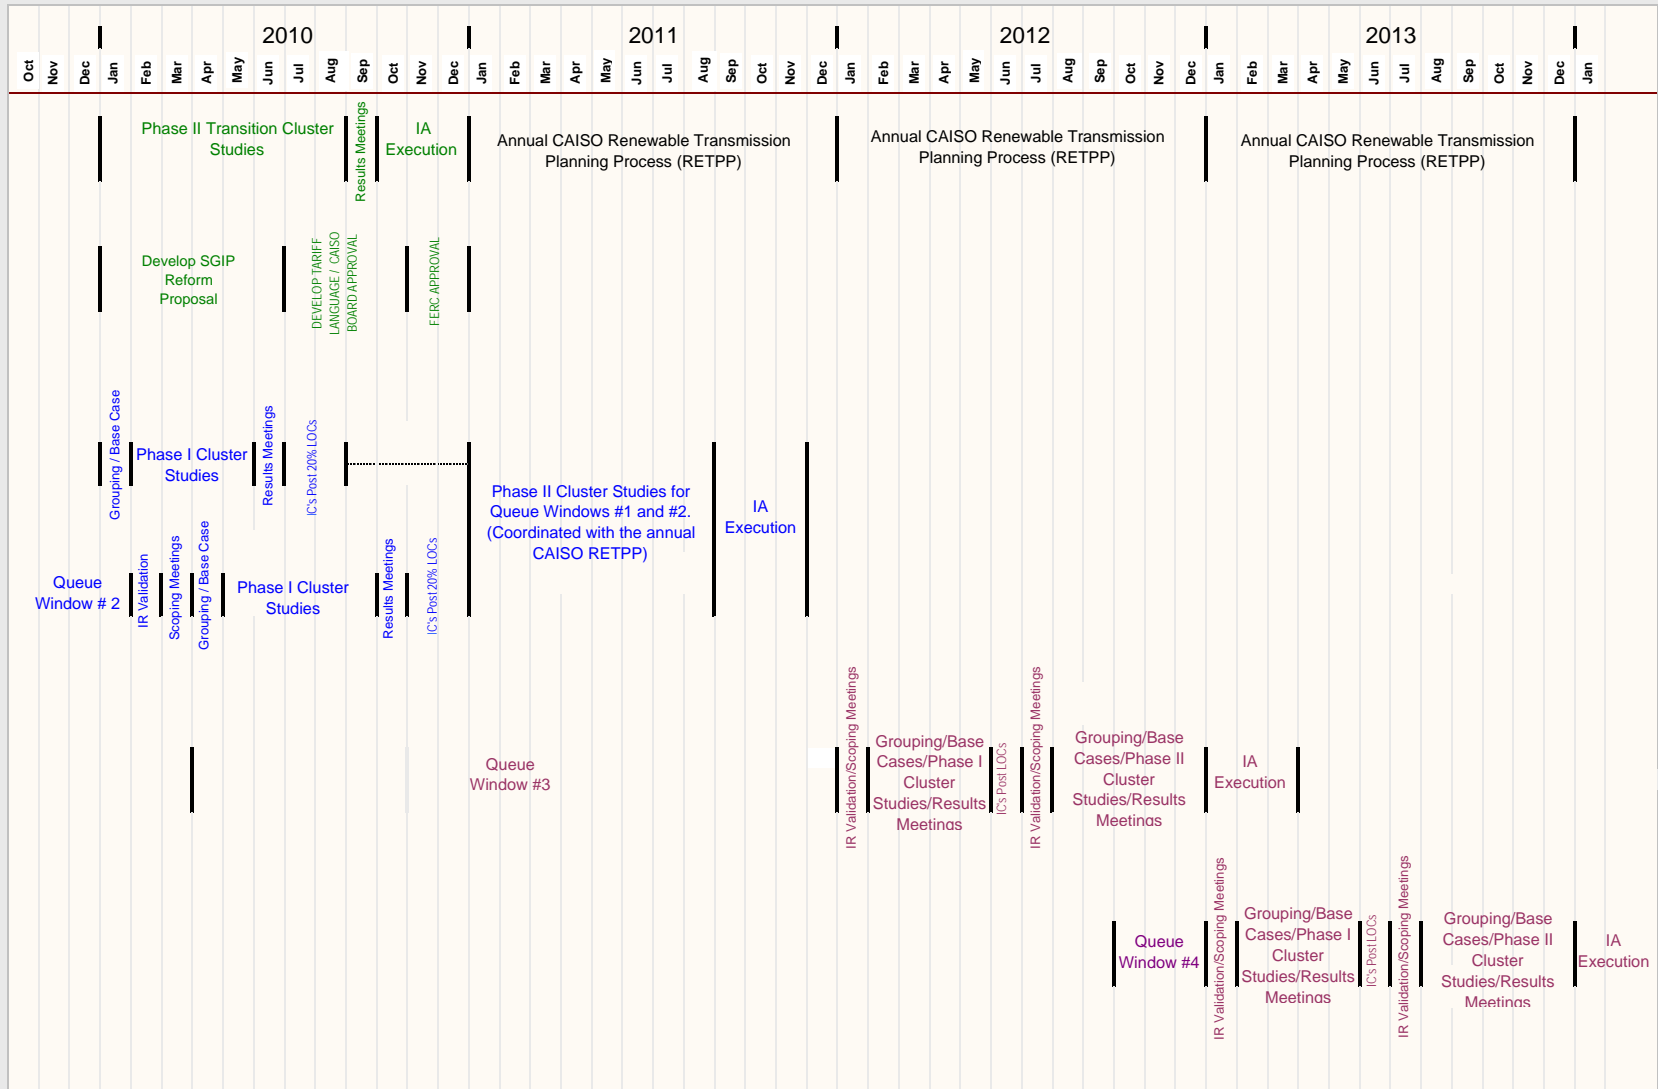 2010 2011 2012 2013
Oct Nov Dec Jan Feb Mar Apr May Jun Jul Aug Sep Oct Nov Dec Jan Feb Mar Apr May Jun Jul Aug Sep Oct Nov Dec Jan Feb Mar Apr May Jun Jul Aug Sep Oct Nov Dec Jan Feb Mar Apr May Jun Jul Aug Sep Oct Nov Dec Jan
Phase II Transition Cluster
Studies
Results Meetings
IA
Execution
Annual CAISO Renewable Transmission
Planning Process (RETPP)
Annual CAISO Renewable Transmission
Planning Process (RETPP)
Annual CAISO Renewable Transmission
Planning Process (RETPP)
Develop SGIP
Reform
Proposal
DEVELOP TARIFF
LANGUAGE / CAISO
BOARD APPROVAL
FERC APPROVAL
Grouping / Base Case
Phase I Cluster
Studies
Results Meetings
IC's Post 20% LOCs
Phase II Cluster Studies for
Queue Windows #1 and #2.
(Coordinated with the annual
CAISO RETPP)
IA
Execution
Queue
Window # 2
IR Validation
Scoping Meetings
Grouping / Base Case
Phase I Cluster
Studies
Results Meetings
IC's Post 20% LOCs
Queue
Window #3
IR Validation/Scoping Meetings
Grouping/Base
Cases/Phase I
Cluster
Studies/Results
Meetings
IC's Post LOCs
IR Validation/Scoping Meetings
Grouping/Base
Cases/Phase II
Cluster
Studies/Results
Meetings
IA
Execution
Queue
Window #4
IR Validation/Scoping Meetings
Grouping/Base
Cases/Phase I
Cluster
Studies/Results
Meetings
IC's Post LOCs
IR Validation/Scoping Meetings
Grouping/Base
Cases/Phase II
Cluster
Studies/Results
Meetings
IA
Execution